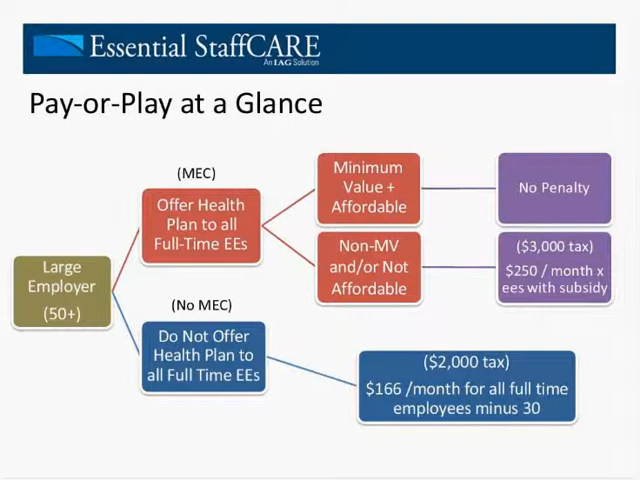 Essential StaffCARE
An IAG Solution
Pay-or-Play at a Glance
(MEC)
Offer Health
Plan to all
Full-Time EEs
Minimum
Value +
Affordable
No Penalty
Non-MV
and/or Not
Affordable
($3,000 tax)
$250 / month x
ees with subsidy
Large
Employer
(50+)
(No MEC)
Do Not Offer
Health Plan to
all Full Time EEs
($2,000 tax)
$166 /month for all full time
employees minus 30